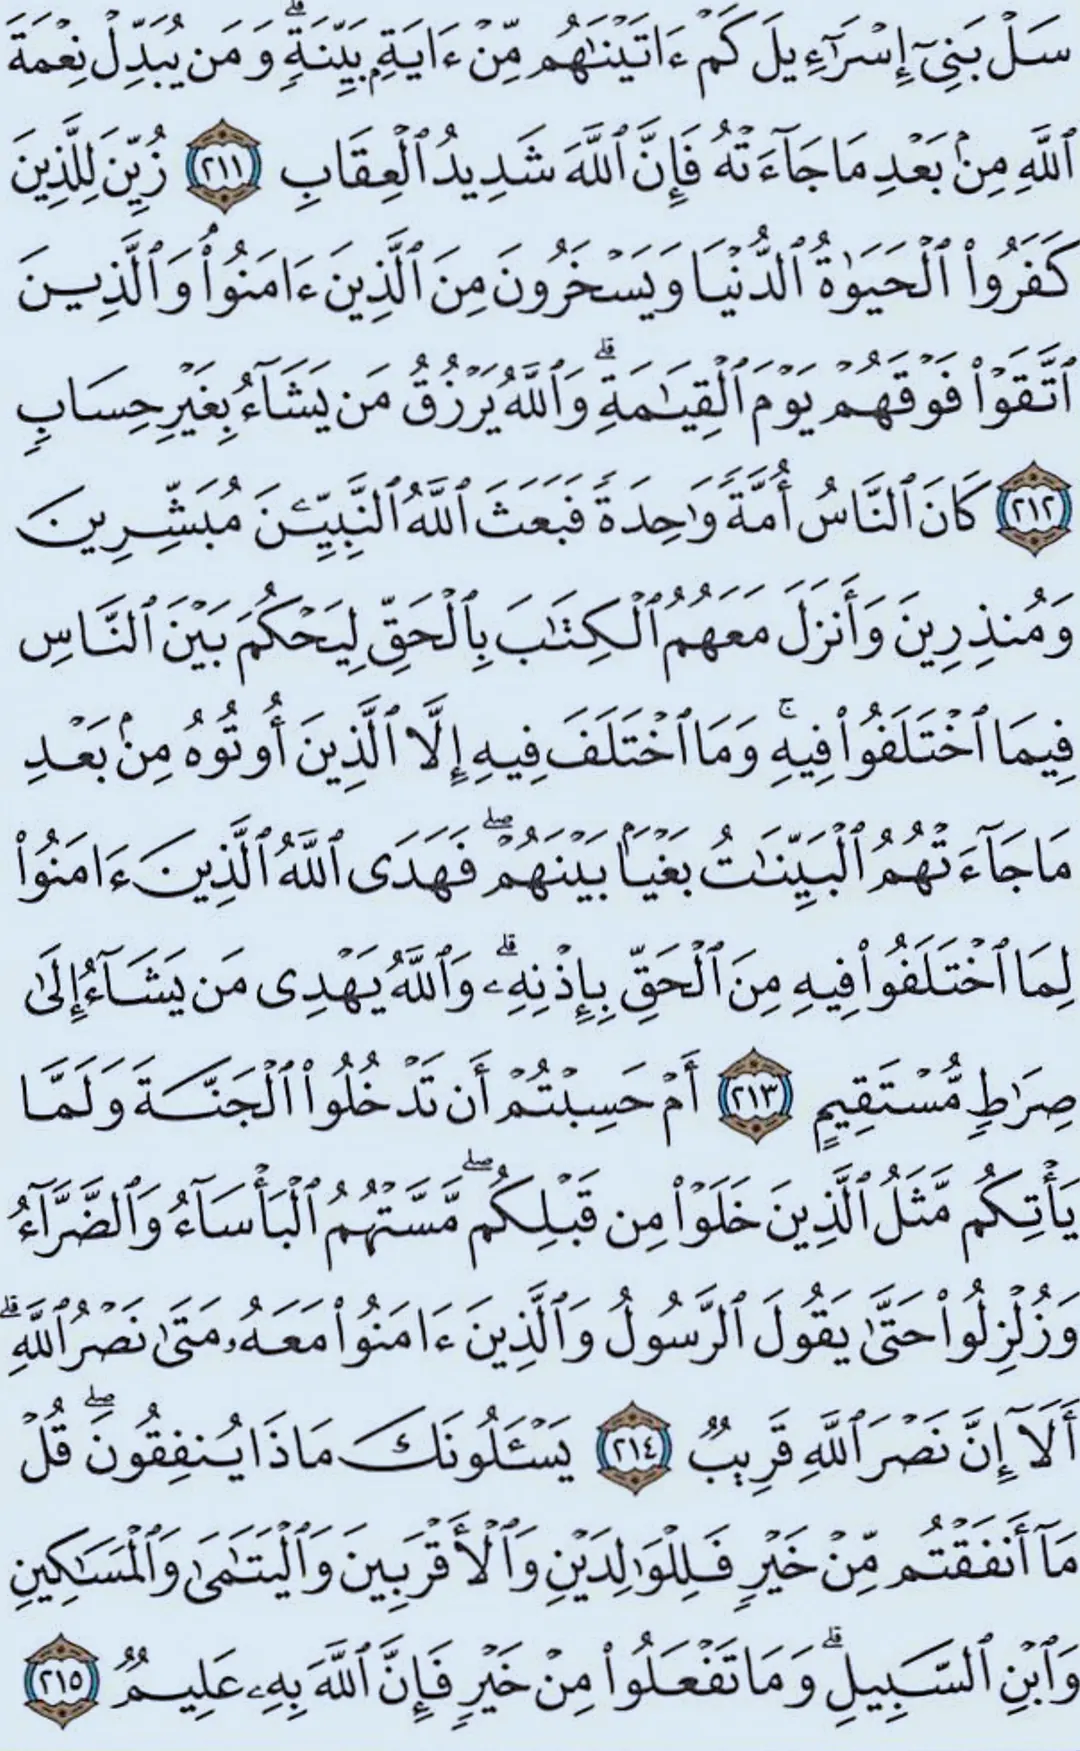 سَلْ بَنِىٓ إِسْرَٰٓءِيلَ كَمْ ءَاتَيْنَٰهُم مِّنْ ءَايَةٍۭ بَيِّنَةٍۗ وَمَن يُبَدِّلْ نِعْمَةَ
ٱللَّهِ مِنۢ بَعْدِ مَا جَآءَتْهُ فَإِنَّ ٱللَّهَ شَدِيدُ ٱلْعِقَابِ ٢١١ زُيِّنَ لِلَّذِينَ
كَفَرُوا۟ ٱلْحَيَوٰةُ ٱلدُّنْيَا وَيَسْخَرُونَ مِنَ ٱلَّذِينَ ءَامَنُوا۟ۘ وَٱلَّذِينَ
ٱتَّقَوْا۟ فَوْقَهُمْ يَوْمَ ٱلْقِيَٰمَةِۗ وَٱللَّهُ يَرْزُقُ مَن يَشَآءُ بِغَيْرِ حِسَابٍ
٢١٢ كَانَ ٱلنَّاسُ أُمَّةً وَٰحِدَةً فَبَعَثَ ٱللَّهُ ٱلنَّبِيِّۦنَ مُبَشِّرِينَ
وَمُنذِرِينَ وَأَنزَلَ مَعَهُمُ ٱلْكِتَٰبَ بِٱلْحَقِّ لِيَحْكُمَ بَيْنَ ٱلنَّاسِ
فِيمَا ٱخْتَلَفُوا۟ فِيهِۚ وَمَا ٱخْتَلَفَ فِيهِ إِلَّا ٱلَّذِينَ أُوتُوهُ مِنۢ بَعْدِ
مَا جَآءَتْهُمُ ٱلْبَيِّنَٰتُ بَغْيًۢا بَيْنَهُمْۖ فَهَدَى ٱللَّهُ ٱلَّذِينَ ءَامَنُوا۟
لِمَا ٱخْتَلَفُوا۟ فِيهِ مِنَ ٱلْحَقِّ بِإِذْنِهِۦۗ وَٱللَّهُ يَهْدِى مَن يَشَآءُ إِلَىٰ
صِرَٰطٍ مُّسْتَقِيمٍ ٢١٣ أَمْ حَسِبْتُمْ أَن تَدْخُلُوا۟ ٱلْجَنَّةَ وَلَمَّا
يَأْتِكُم مَّثَلُ ٱلَّذِينَ خَلَوْا۟ مِن قَبْلِكُمۖ مَّسَّتْهُمُ ٱلْبَأْسَآءُ وَٱلضَّرَّآءُ
وَزُلْزِلُوا۟ حَتَّىٰ يَقُولَ ٱلرَّسُولُ وَٱلَّذِينَ ءَامَنُوا۟ مَعَهُۥ مَتَىٰ نَصْرُ ٱللَّهِۗ
أَلَآ إِنَّ نَصْرَ ٱللَّهِ قَرِيبٌ ٢١٤ يَسْـَٔلُونَكَ مَاذَا يُنفِقُونَۖ قُلْ
مَآ أَنفَقْتُم مِّنْ خَيْرٍ فَلِلْوَٰلِدَيْنِ وَٱلْأَقْرَبِينَ وَٱلْيَتَٰمَىٰ وَٱلْمَسَٰكِينِ
وَٱبْنِ ٱلسَّبِيلِۗ وَمَا تَفْعَلُوا۟ مِنْ خَيْرٍ فَإِنَّ ٱللَّهَ بِهِۦ عَلِيمٌ ٢١٥